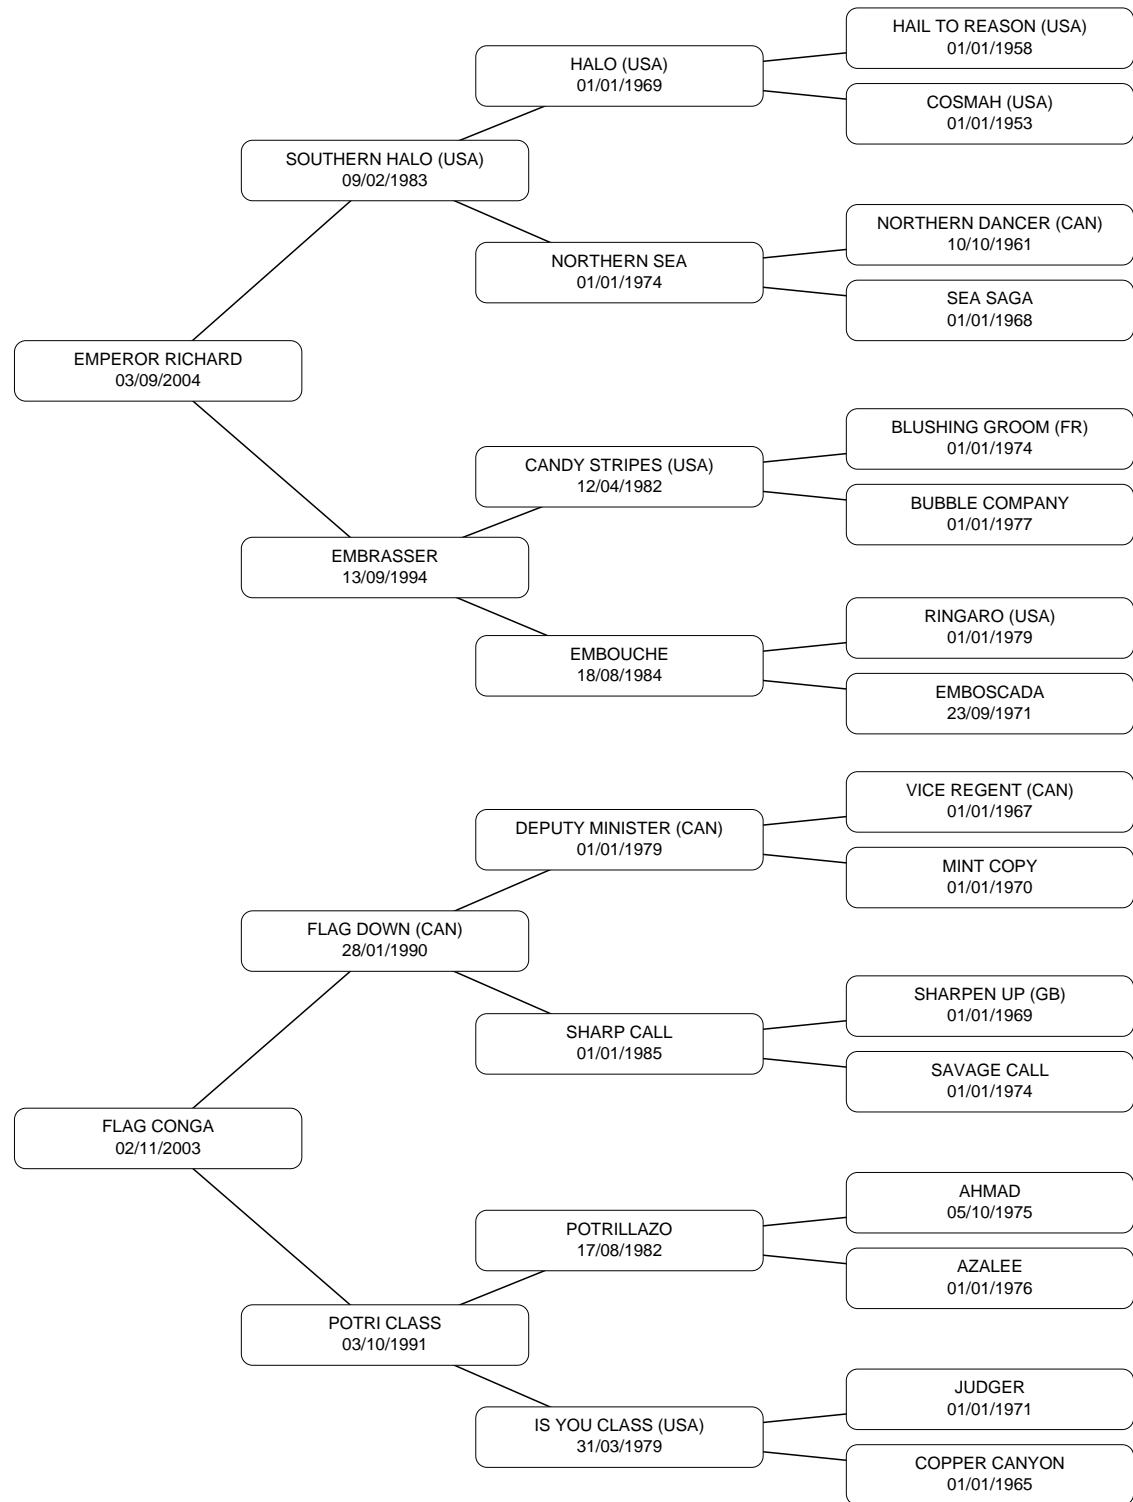 HAIL TO REASON (USA)
01/01/1958
HALO (USA)
01/01/1969
COSMAH (USA)
01/01/1953
SOUTHERN HALO (USA)
09/02/1983
NORTHERN DANCER (CAN)
10/10/1961
NORTHERN SEA
01/01/1974
SEA SAGA
01/01/1968
EMPEROR RICHARD
03/09/2004
BLUSHING GROOM (FR)
01/01/1974
CANDY STRIPES (USA)
12/04/1982
BUBBLE COMPANY
01/01/1977
EMBRASSER
13/09/1994
RINGARO (USA)
01/01/1979
EMBOUCHE
18/08/1984
EMBOSCADA
23/09/1971
VICE REGENT (CAN)
01/01/1967
DEPUTY MINISTER (CAN)
01/01/1979
MINT COPY
01/01/1970
FLAG DOWN (CAN)
28/01/1990
SHARPEN UP (GB)
01/01/1969
SHARP CALL
01/01/1985
SAVAGE CALL
01/01/1974
FLAG CONGA
02/11/2003
AHMAD
05/10/1975
POTRILLAZO
17/08/1982
AZALEE
01/01/1976
POTRI CLASS
03/10/1991
JUDGER
01/01/1971
IS YOU CLASS (USA)
31/03/1979
COPPER CANYON
01/01/1965